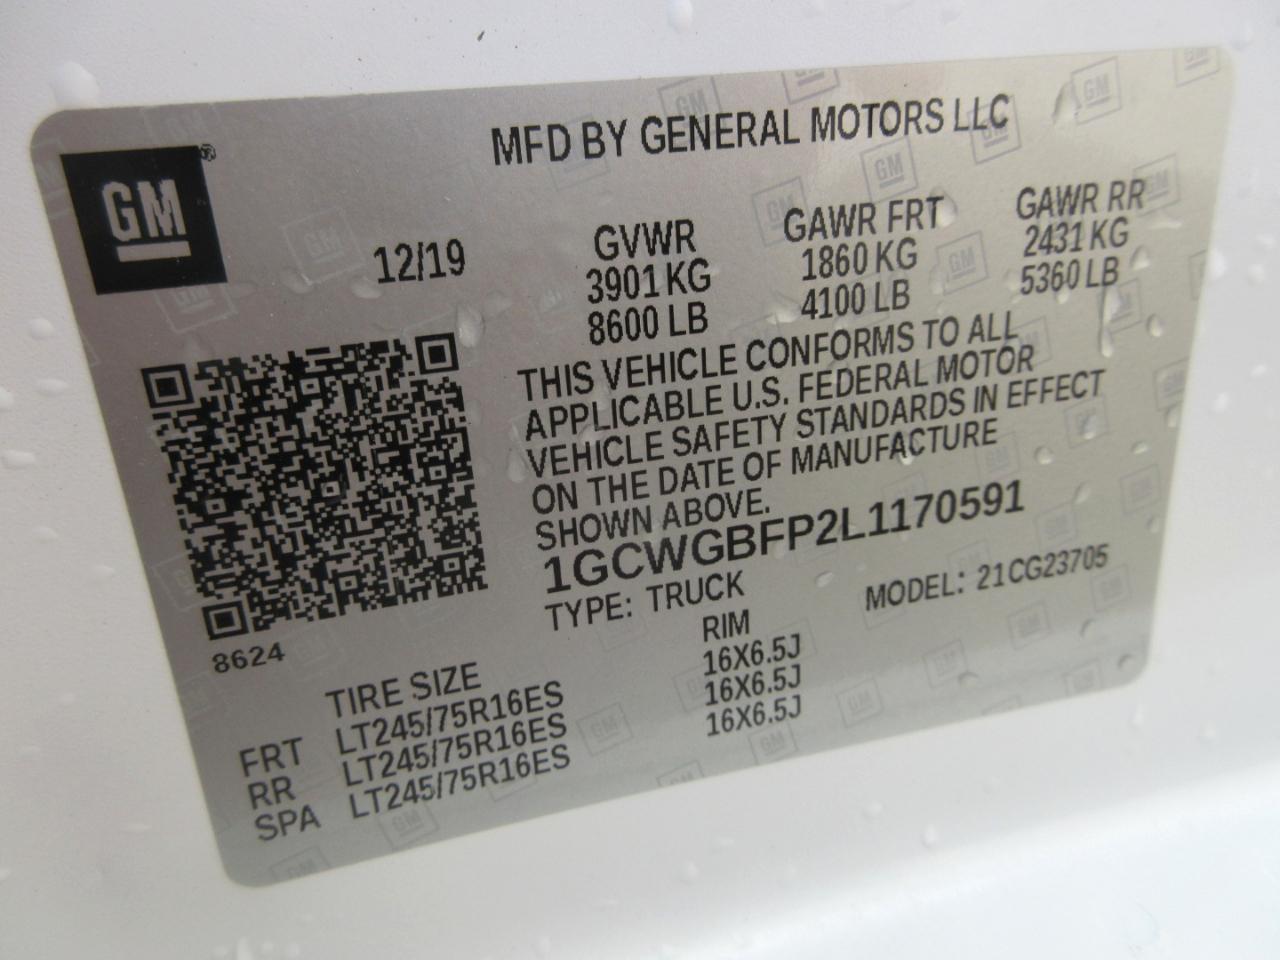 MFD BY GENERAL MOTORS LLC
GM®
12/19
GVWR
3901 KG
8600 LB
GAWR FRT
1860 KG
4100 LB
GAWR RR
2431 KG
5360 LB
THIS VEHICLE CONFORMS TO ALL
APPLICABLE U.S. FEDERAL MOTOR
VEHICLE SAFETY STANDARDS IN EFFECT
ON THE DATE OF MANUFACTURE
SHOWN ABOVE.
1GCWGBFP2L1170591
TYPE: TRUCK MODEL: 21CG23705
8624
TIRE SIZE RIM
FRT LT245/75R16ES 16X6.5J
RR LT245/75R16ES 16X6.5J
SPA LT245/75R16ES 16X6.5J